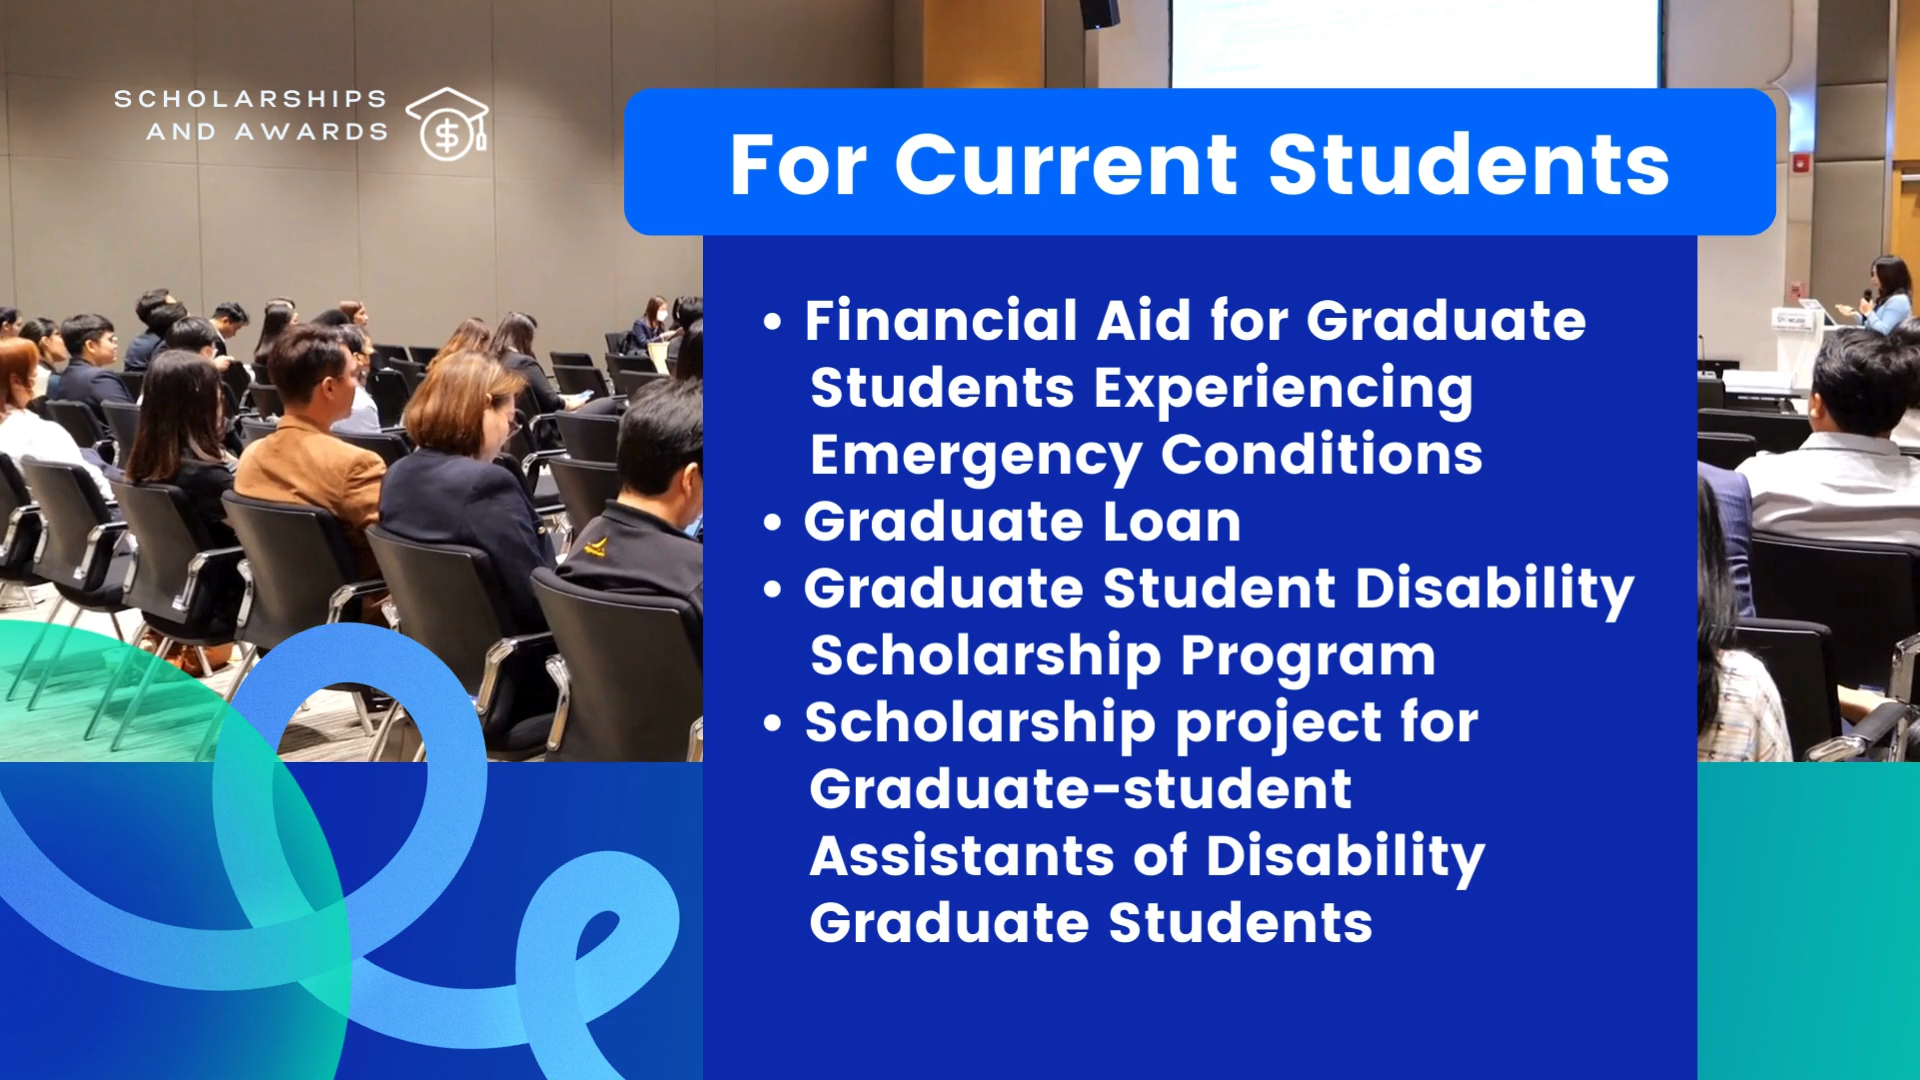 SCHOLARSHIPS
AND AWARDS
For Current Students
• Financial Aid for Graduate
Students Experiencing
Emergency Conditions
• Graduate Loan
• Graduate Student Disability
Scholarship Program
• Scholarship project for
Graduate-student
Assistants of Disability
Graduate Students